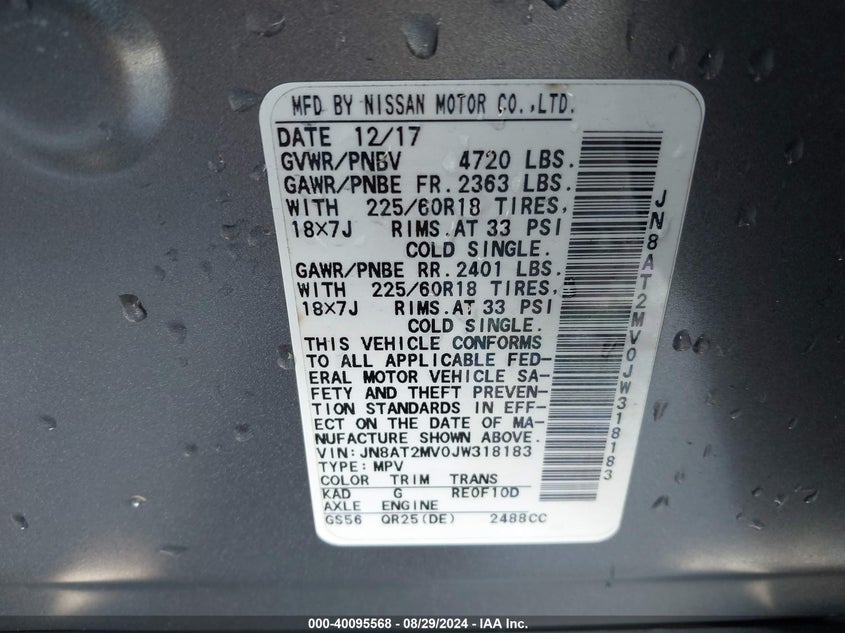 MFD BY NISSAN MOTOR CO.,LTD.
DATE 12/17
GVWR/PNBV 4720 LBS.
GAWR/PNBE FR. 2363 LBS.
WITH 225/60R18 TIRES,
18×7J RIMS.AT 33 PSI
COLD SINGLE.
GAWR/PNBE RR. 2401 LBS.
WITH 225/60R18 TIRES,
18×7J RIMS.AT 33 PSI
COLD SINGLE.
THIS VEHICLE CONFORMS
TO ALL APPLICABLE FED-
ERAL MOTOR VEHICLE SA-
FETY AND THEFT PREVEN-
TION STANDARDS IN EFF-
ECT ON THE DATE OF MA-
NUFACTURE SHOWN ABOVE.
VIN: JN8AT2MV0JW318183
TYPE: MPV
COLOR TRIM TRANS
KAD G RE0F10D
AXLE ENGINE
GS56 QR25(DE) 2488CC
JN8AT2MV0JW318183
000-40095568 - 08/29/2024 - IAA Inc.